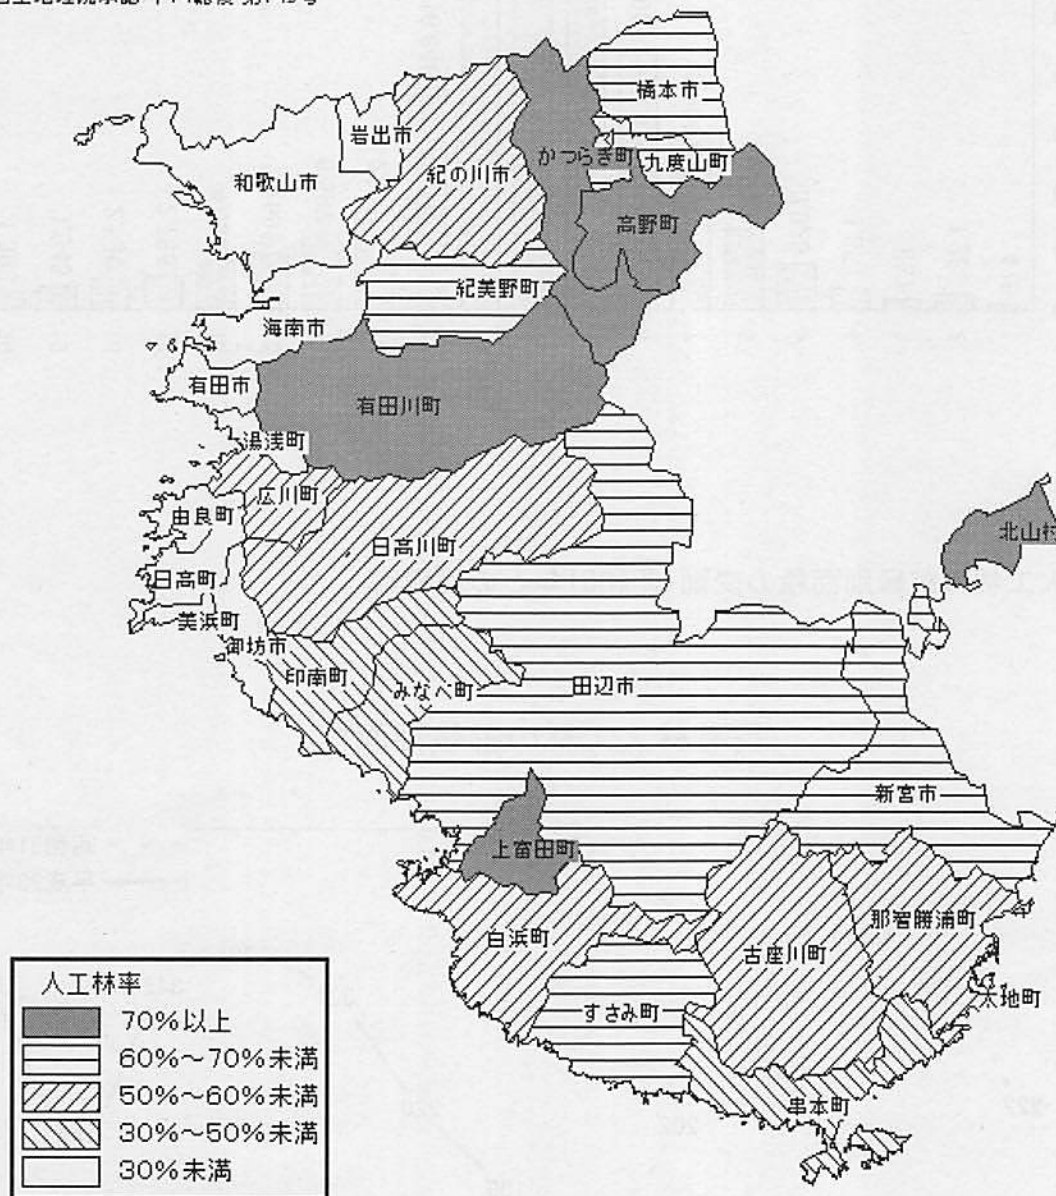 橋本市
岩出市
かつらぎ町
九度山町
紀の川市
和歌山市
高野町
紀美野町
海南市
有田市
有田川町
湯浅町
広川町
由良町
北山村
日高川町
日高町
美浜町
御坊市
印南町
みなべ町
田辺市
新宮市
上富田町
白浜町
那智勝浦町
古座川町
太地町
すさみ町
串本町
人工林率
70%以上
60%~70%未満
50%~60%未満
30%~50%未満
30%未満